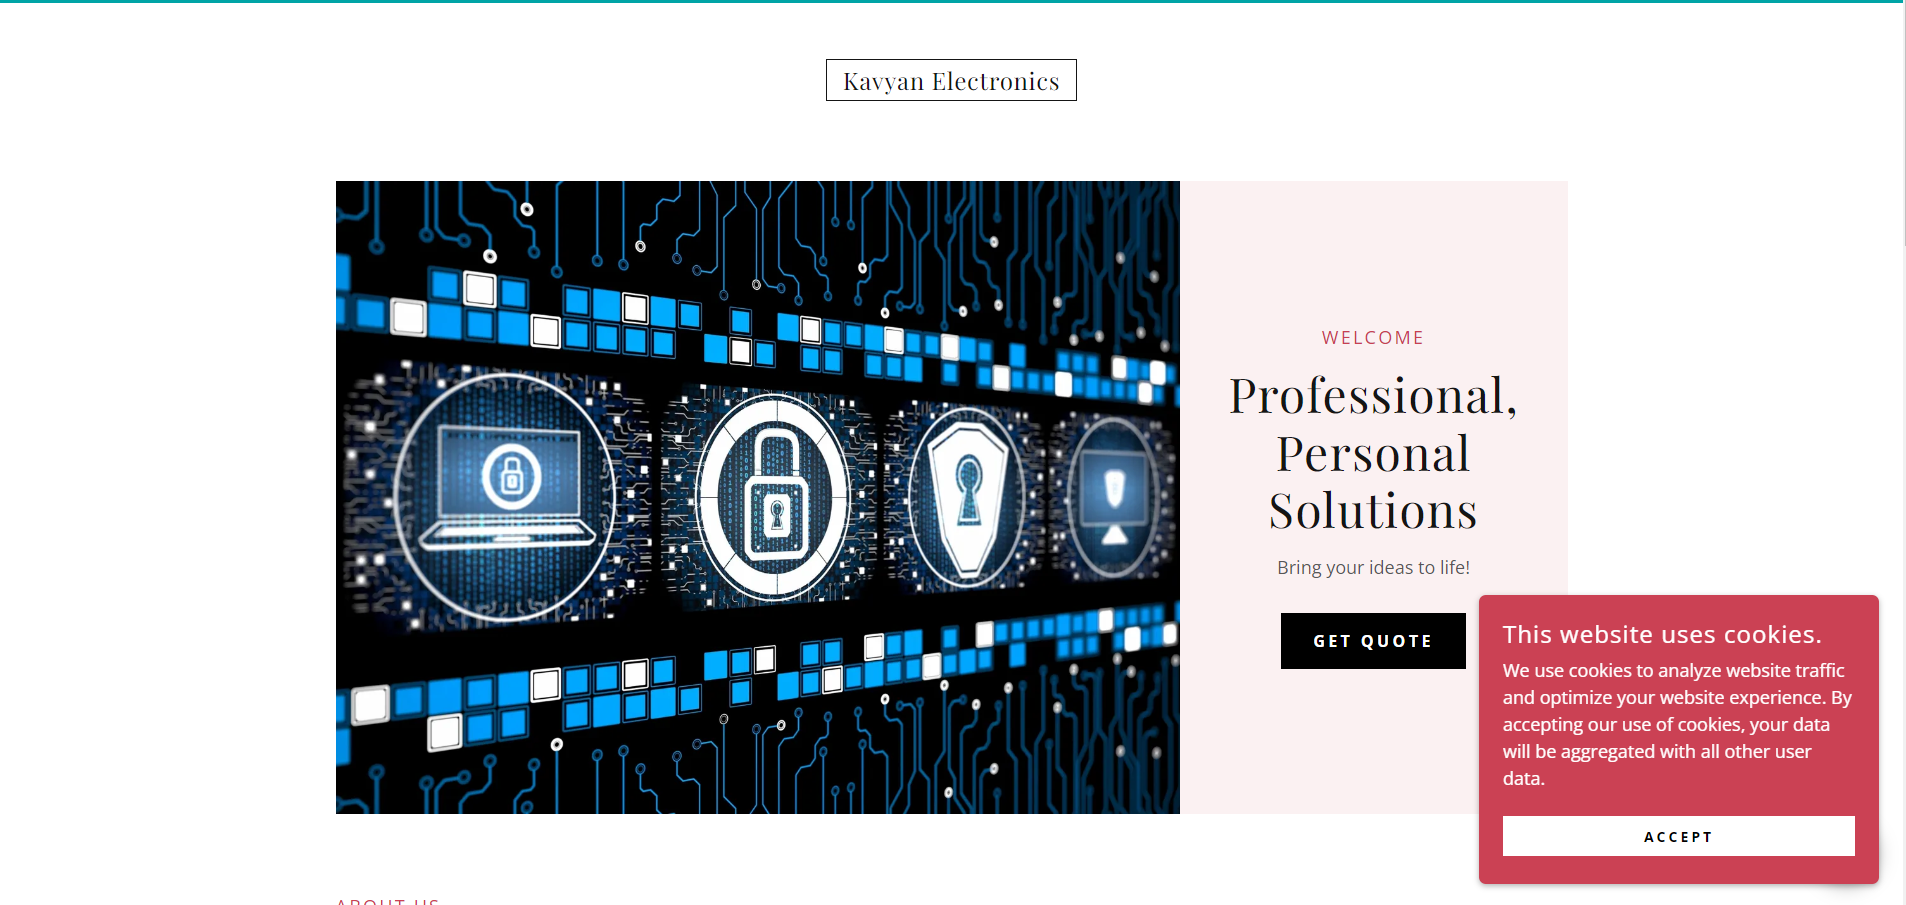 Kavyan Electronics
WELCOME
Professional,
Personal
Solutions
Bring your ideas to life!
GET QUOTE
This website uses cookies.
We use cookies to analyze website traffic
and optimize your website experience. By
accepting our use of cookies, your data
will be aggregated with all other user
data.
ACCEPT
ABOUT US